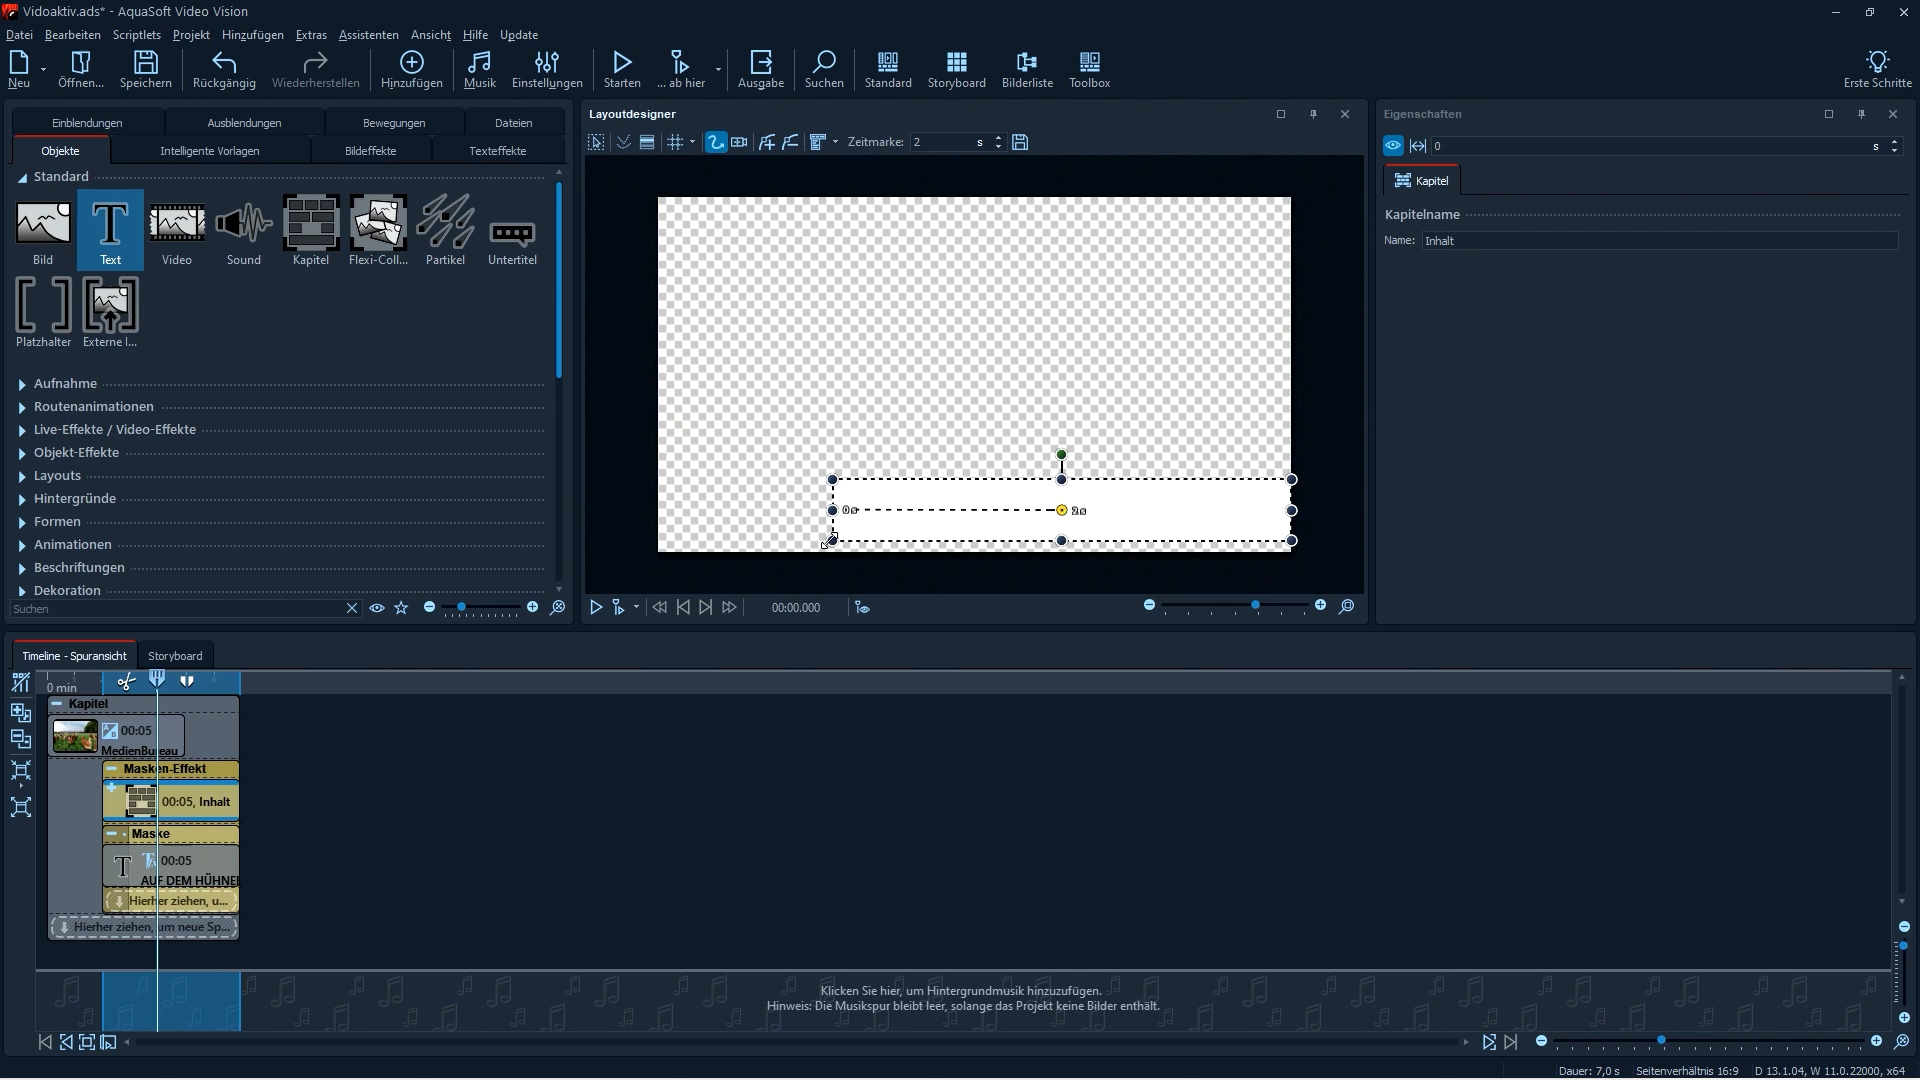 Vidoaktiv.ads* - AquaSoft Video Vision
Datei Bearbeiten Scriptlets Projekt Hinzufügen Extras Assistenten Ansicht Hilfe Update
Neu Öffnen... Speichern Rückgängig Wiederherstellen Hinzufügen Musik Einstellungen Starten ... ab hier Ausgabe Suchen Standard Storyboard Bilderliste Toolbox Erste Schritte
Einblendungen Ausblendungen Bewegungen Dateien
Objekte Intelligente Vorlagen Bildeffekte Texteffekte
Standard
Bild Text Video Sound Kapitel Flexi-Coll... Partikel Untertitel
Platzhalter Externe I...
Aufnahme
Routenanimationen
Live-Effekte / Video-Effekte
Objekt-Effekte
Layouts
Hintergründe
Formen
Animationen
Beschriftungen
Dekoration
Suchen
Layoutdesigner
Zeitmarke: 2 s
0s 2s
00:00.000
Eigenschaften
0 s
Kapitel
Kapitelname
Name: Inhalt
Timeline - Spuransicht Storyboard
0 min
Kapitel
00:05
MedienBureau
Masken-Effekt
00:05, Inhalt
Maske
00:05
AUF DEM HÜHNE
Hierher ziehen, u...
Hierher ziehen, um neue Sp...
Klicken Sie hier, um Hintergrundmusik hinzuzufügen.
Hinweis: Die Musikspur bleibt leer, solange das Projekt keine Bilder enthält.
Dauer: 7,0 s Seitenverhältnis 16:9 D 13.1.04, W 11.0.22000, x64